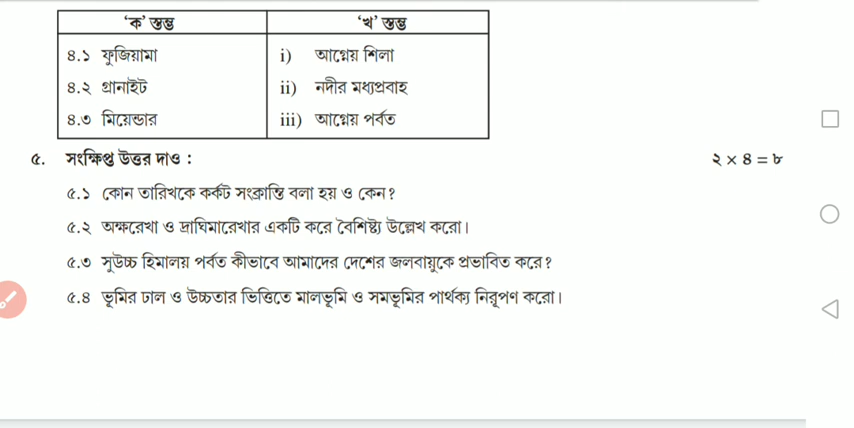 ‘ক’ স্তম্ভ ‘খ’ স্তম্ভ
৪.১ ফুজিয়ামা i) আগ্নেয় শিলা
৪.২ গ্রানাইট ii) নদীর মধ্যপ্রবাহ
৪.৩ মিয়েন্ডার iii) আগ্নেয় পর্বত
৫. সংক্ষিপ্ত উত্তর দাও : ২ × ৪ = ৮
৫.১ কোন তারিখকে কর্কট সংক্রান্তি বলা হয় ও কেন?
৫.২ অক্ষরেখা ও দ্রাঘিমারেখার একটি করে বৈশিষ্ট্য উল্লেখ করো।
৫.৩ সুউচ্চ হিমালয় পর্বত কীভাবে আমাদের দেশের জলবায়ুকে প্রভাবিত করে?
৫.৪ ভূমির ঢাল ও উচ্চতার ভিত্তিতে মালভূমি ও সমভূমির পার্থক্য নিরূপণ করো।